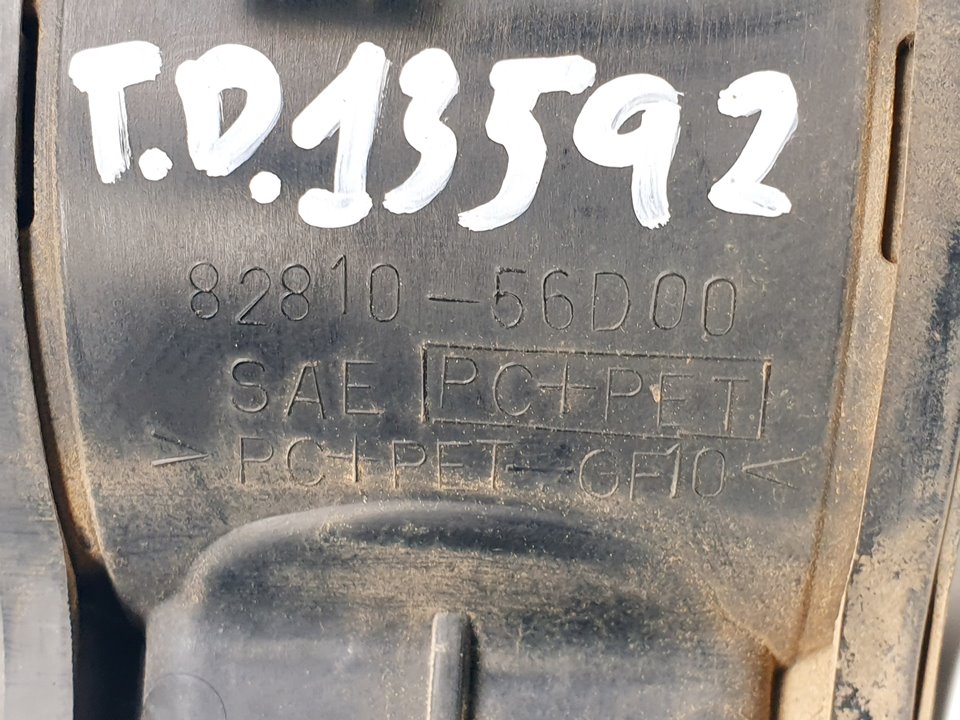 T.D.13592
82810-56D00
SAE PC+PET
>PC+PET-GF10<